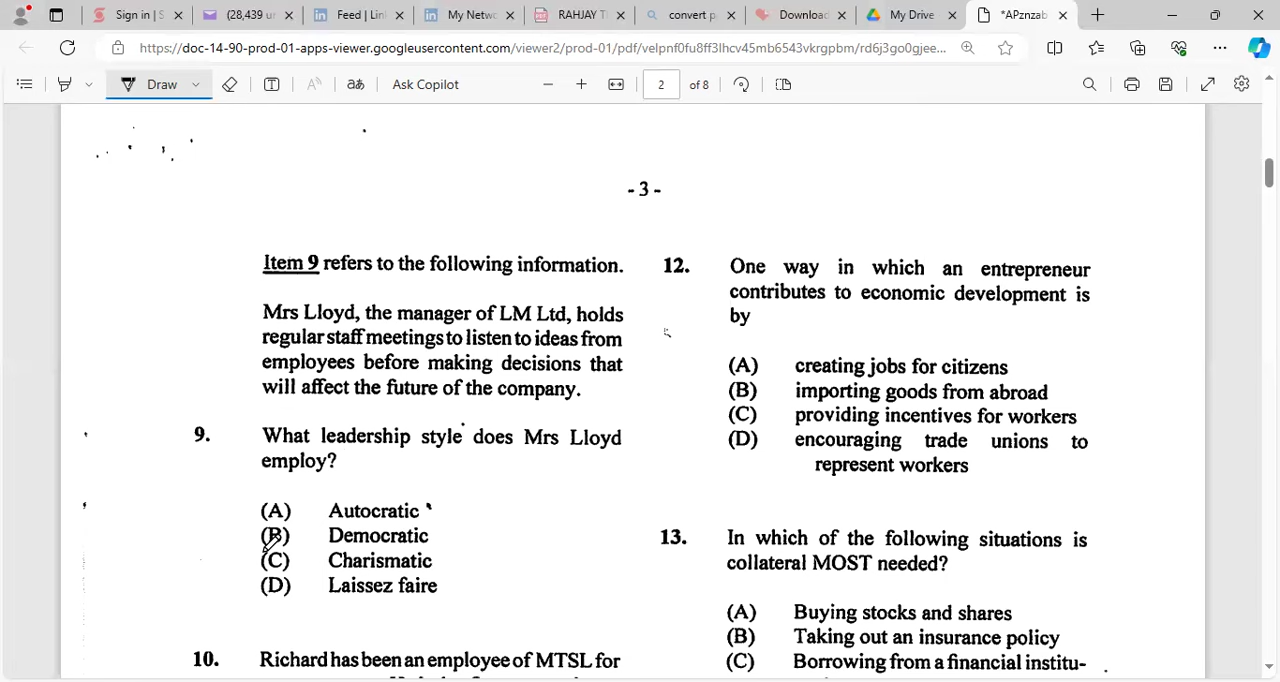 Sign in | S
(28,439 u
Feed | Lin
My Netw
RAHJAY T
convert p
Download
My Drive
*APznzab
https://doc-14-90-prod-01-apps-viewer.googleusercontent.com/viewer2/prod-01/pdf/velpnf0fu8ff3lhcv45mb6543vkrgpbm/rd6j3go0gjee...
Draw
Ask Copilot
2
of 8
- 3 -
Item 9 refers to the following information.
Mrs Lloyd, the manager of LM Ltd, holds
regular staff meetings to listen to ideas from
employees before making decisions that
will affect the future of the company.
9. What leadership style does Mrs Lloyd
employ?
(A) Autocratic
(B) Democratic
(C) Charismatic
(D) Laissez faire
10. Richard has been an employee of MTSL for
12. One way in which an entrepreneur
contributes to economic development is
by
(A) creating jobs for citizens
(B) importing goods from abroad
(C) providing incentives for workers
(D) encouraging trade unions to
represent workers
13. In which of the following situations is
collateral MOST needed?
(A) Buying stocks and shares
(B) Taking out an insurance policy
(C) Borrowing from a financial institu-